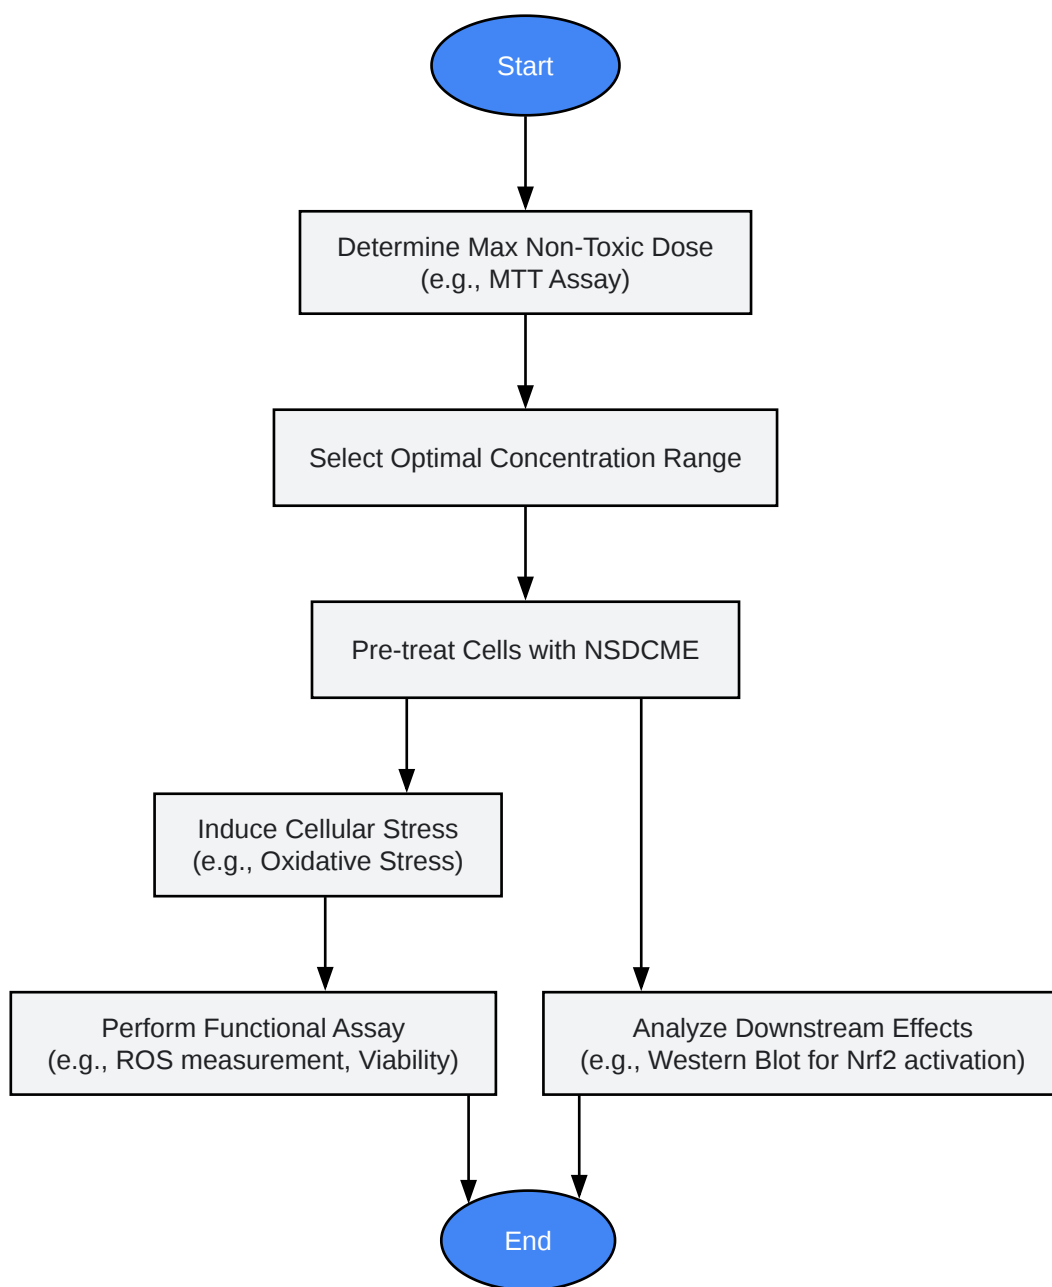 Start
Determine Max Non-Toxic Dose
(e.g., MTT Assay)
Select Optimal Concentration Range
Pre-treat Cells with NSDCME
Induce Cellular Stress
(e.g., Oxidative Stress)
Perform Functional Assay
(e.g., ROS measurement, Viability)
Analyze Downstream Effects
(e.g., Western Blot for Nrf2 activation)
End